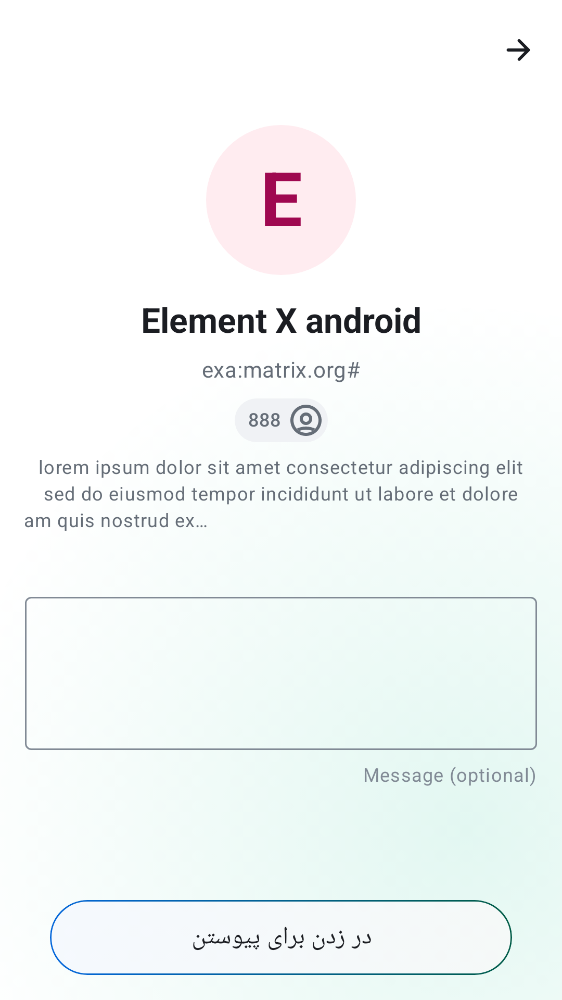 E
Element X android
exa:matrix.org#
888
lorem ipsum dolor sit amet consectetur adipiscing elit
sed do eiusmod tempor incididunt ut labore et dolore
am quis nostrud ex…
Message (optional)
در زدن برای پیوستن